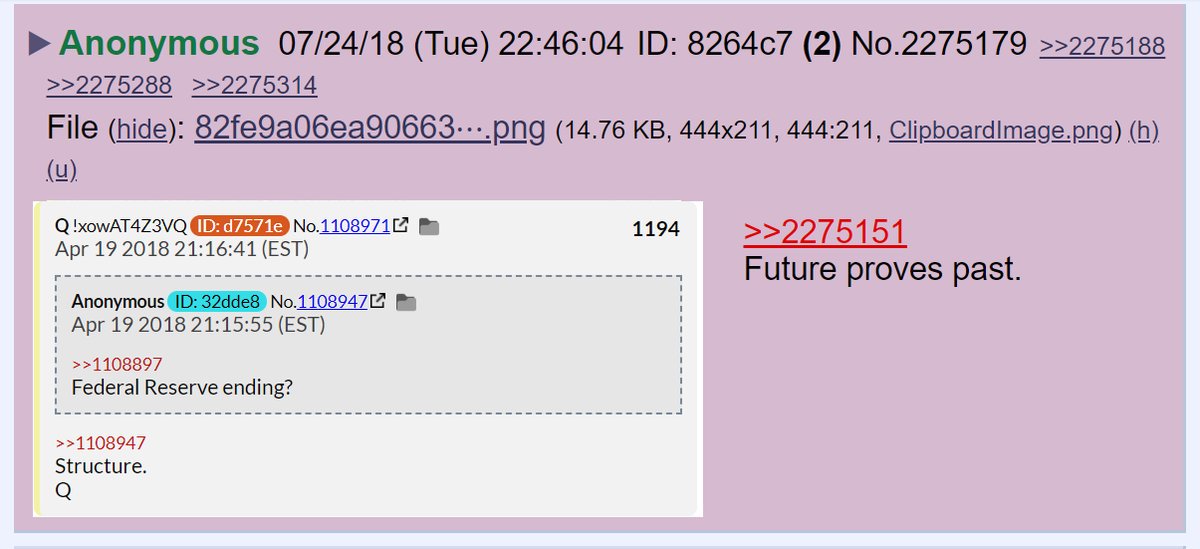 ▶ Anonymous 07/24/18 (Tue) 22:46:04 ID: 8264c7 (2) No.2275179 >>2275188
>>2275288 >>2275314
File (hide): 82fe9a06ea90663⋯.png (14.76 KB, 444x211, 444:211, ClipboardImage.png) (h)
(u)
Q !xowAT4Z3VQ ID: d7571e No.1108971 1194
Apr 19 2018 21:16:41 (EST)
Anonymous ID: 32dde8 No.1108947
Apr 19 2018 21:15:55 (EST)
>>1108897
Federal Reserve ending?
>>1108947
Structure.
Q
>>2275151
Future proves past.